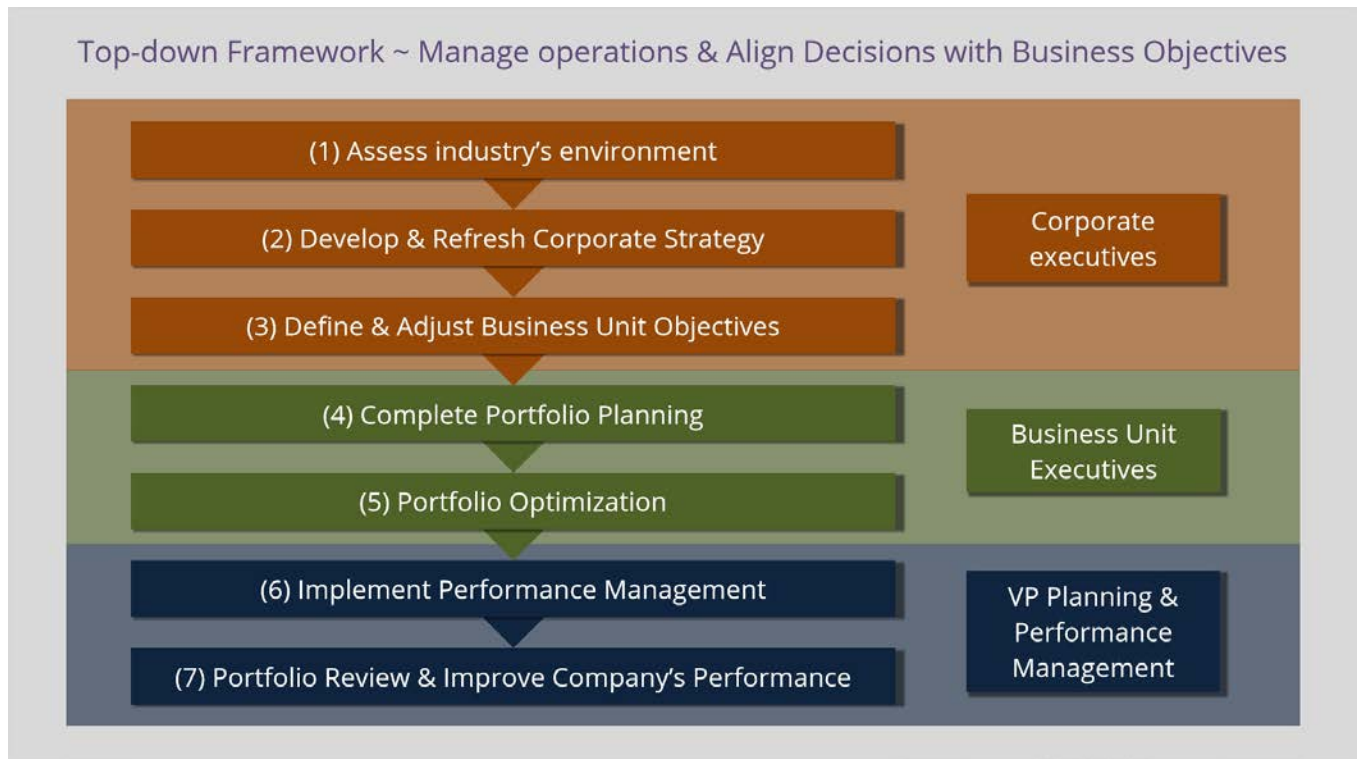 Top-down Framework ~ Manage operations & Align Decisions with Business Objectives
(1) Assess industry’s environment
(2) Develop & Refresh Corporate Strategy
(3) Define & Adjust Business Unit Objectives
Corporate
executives
(4) Complete Portfolio Planning
(5) Portfolio Optimization
Business Unit
Executives
(6) Implement Performance Management
(7) Portfolio Review & Improve Company’s Performance
VP Planning &
Performance
Management